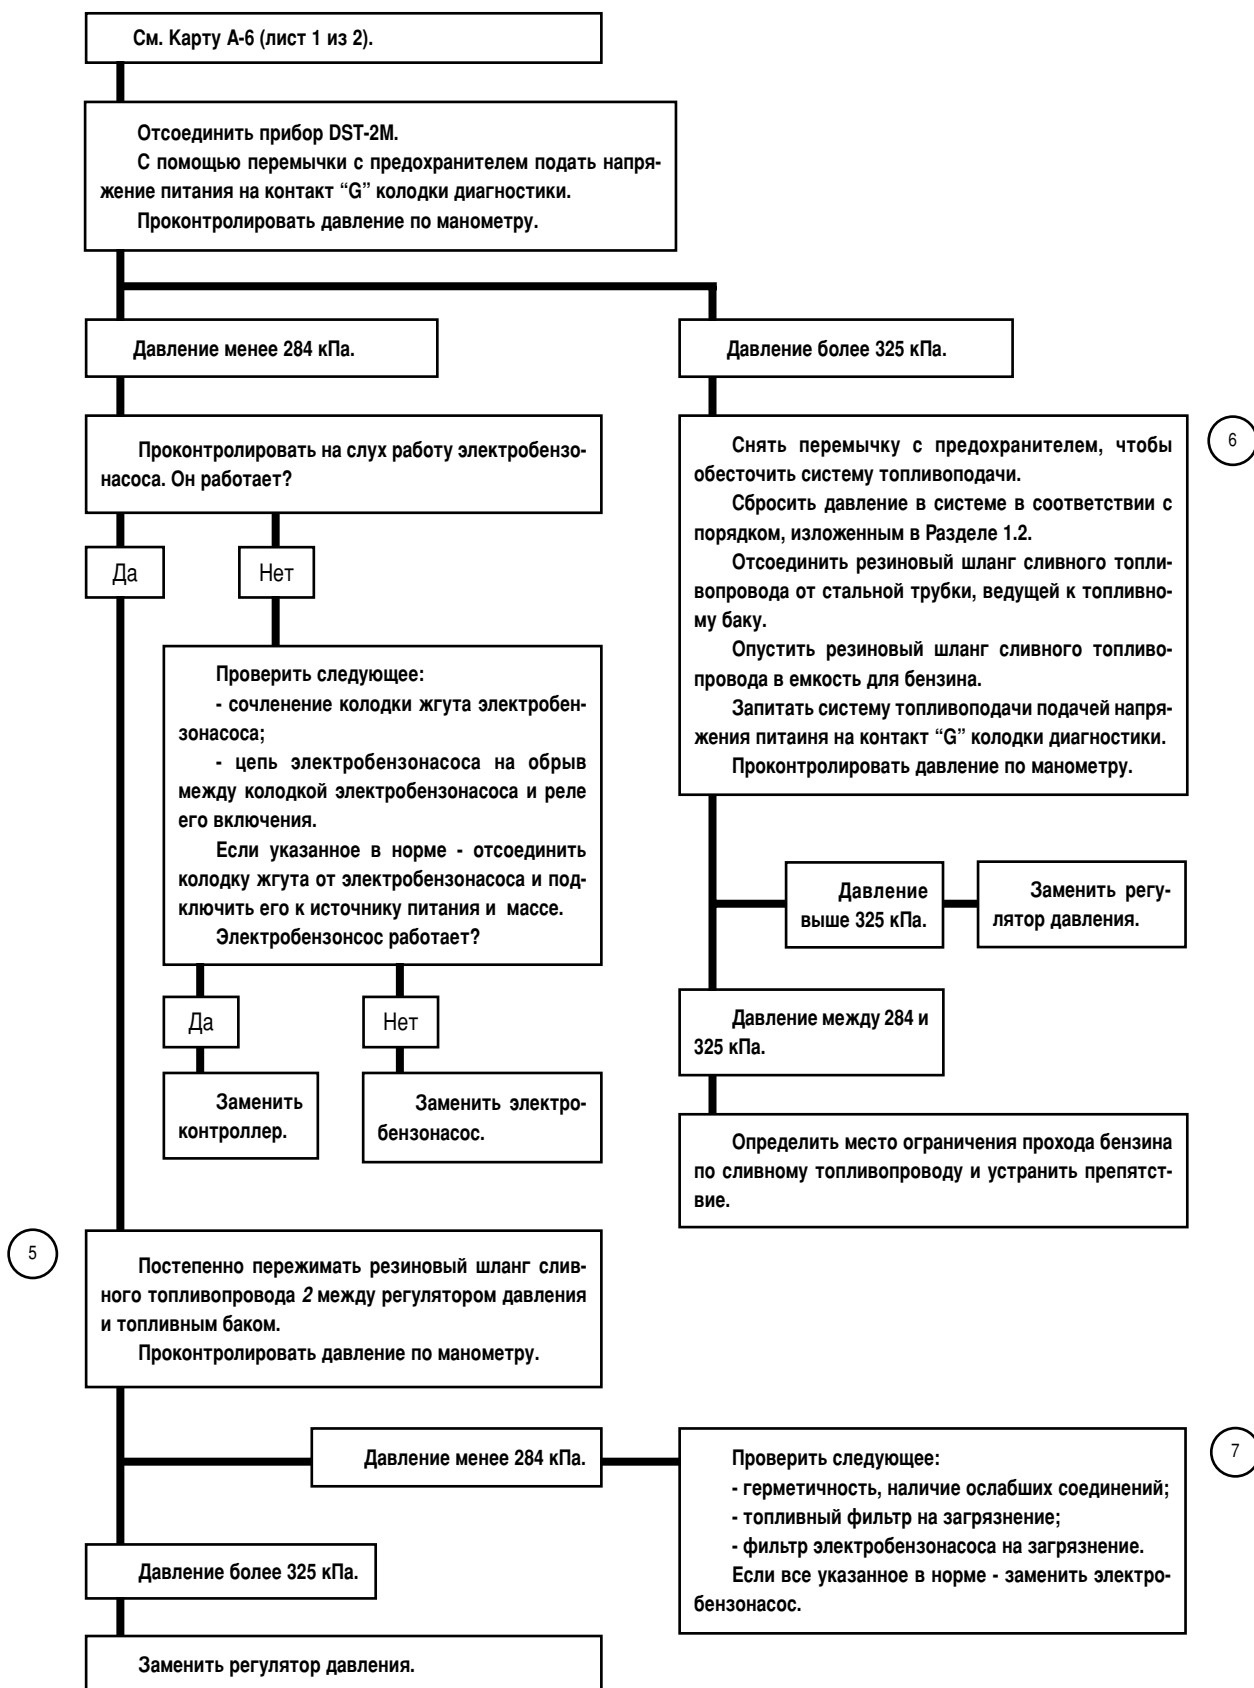 См. Карту А-6 (лист 1 из 2).
Отсоединить прибор DST-2M.
С помощью перемычки с предохранителем подать напря-
жение питания на контакт “G” колодки диагностики.
Проконтролировать давление по манометру.
Давление менее 284 кПа.
Давление более 325 кПа.
Проконтролировать на слух работу электробензо-
насоса. Он работает?
Да
Нет
Проверить следующее:
- сочленение колодки жгута электробен-
зонасоса;
- цепь электробензонасоса на обрыв
между колодкой электробензонасоса и реле
его включения.
Если указанное в норме - отсоединить
колодку жгута от электробензонасоса и под-
ключить его к источнику питания и массе.
Электробензонсос работает?
Да
Нет
Заменить
контроллер.
Заменить электро-
бензонасос.
6
Снять перемычку с предохранителем, чтобы
обесточить систему топливоподачи.
Сбросить давление в системе в соответствии с
порядком, изложенным в Разделе 1.2.
Отсоединить резиновый шланг сливного топли-
вопровода от стальной трубки, ведущей к топливно-
му баку.
Опустить резиновый шланг сливного топливо-
провода в емкость для бензина.
Запитать систему топливоподачи подачей напря-
жения питаиня на контакт “G” колодки диагностики.
Проконтролировать давление по манометру.
Давление
выше 325 кПа.
Заменить регу-
лятор давления.
Давление между 284 и
325 кПа.
Определить место ограничения прохода бензина
по сливному топливопроводу и устранить препятст-
вие.
5
Постепенно пережимать резиновый шланг слив-
ного топливопровода 2 между регулятором давления
и топливным баком.
Проконтролировать давление по манометру.
Давление менее 284 кПа.
7
Проверить следующее:
- герметичность, наличие ослабших соединений;
- топливный фильтр на загрязнение;
- фильтр электробензонасоса на загрязнение.
Если все указанное в норме - заменить электро-
бензонасос.
Давление более 325 кПа.
Заменить регулятор давления.